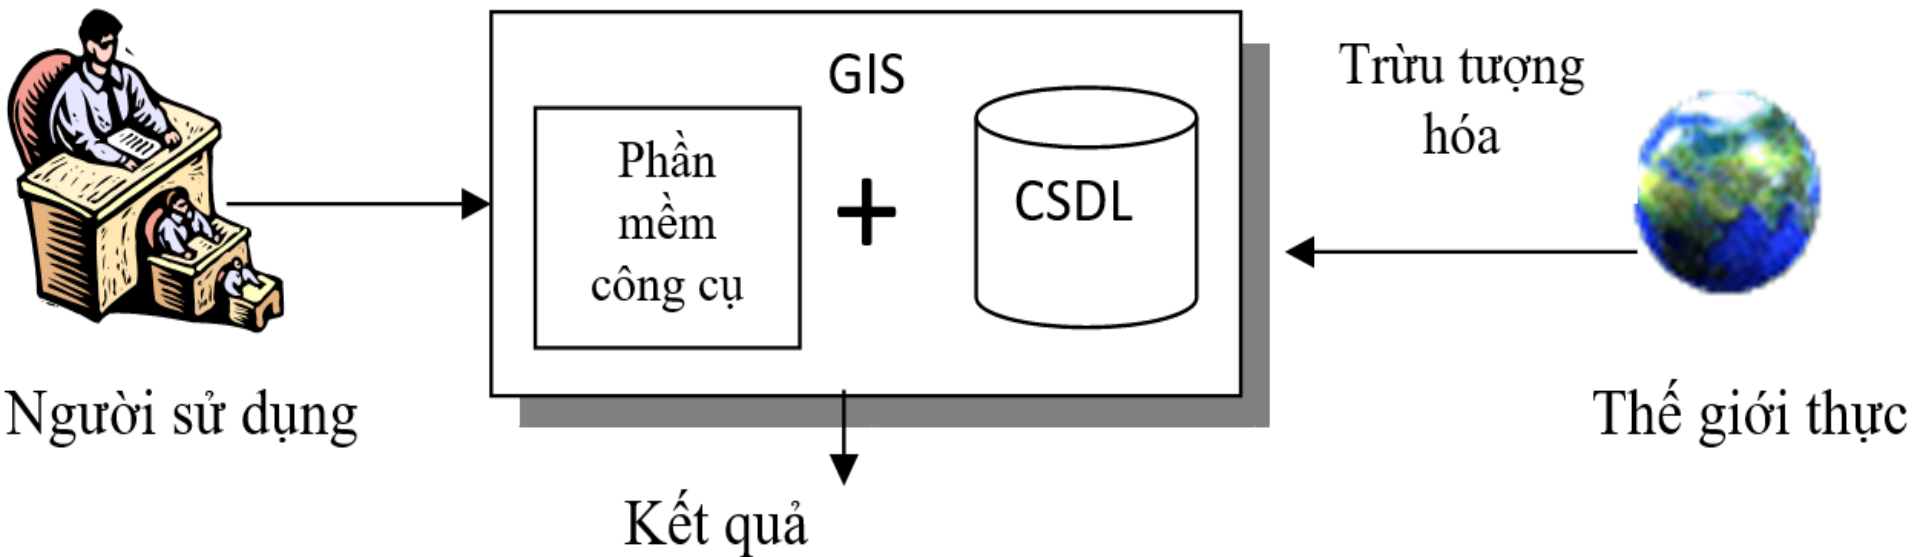 GIS
Trừu tượng
hóa
Phần
mềm
công cụ
+
CSDL
Người sử dụng
Thế giới thực
Kết quả